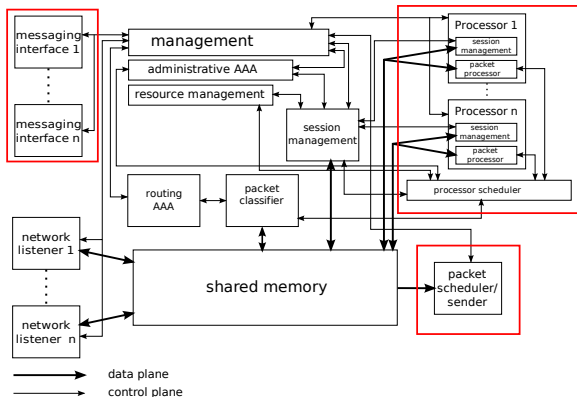 messaging
interface 1
messaging
interface n
management
administrative AAA
resource management
session
management
Processor 1
session
management
packet
processor
Processor n
session
management
packet
processor
processor scheduler
routing
AAA
packet
classifier
network
listener 1
network
listener n
shared memory
packet
scheduler/
sender
data plane
control plane